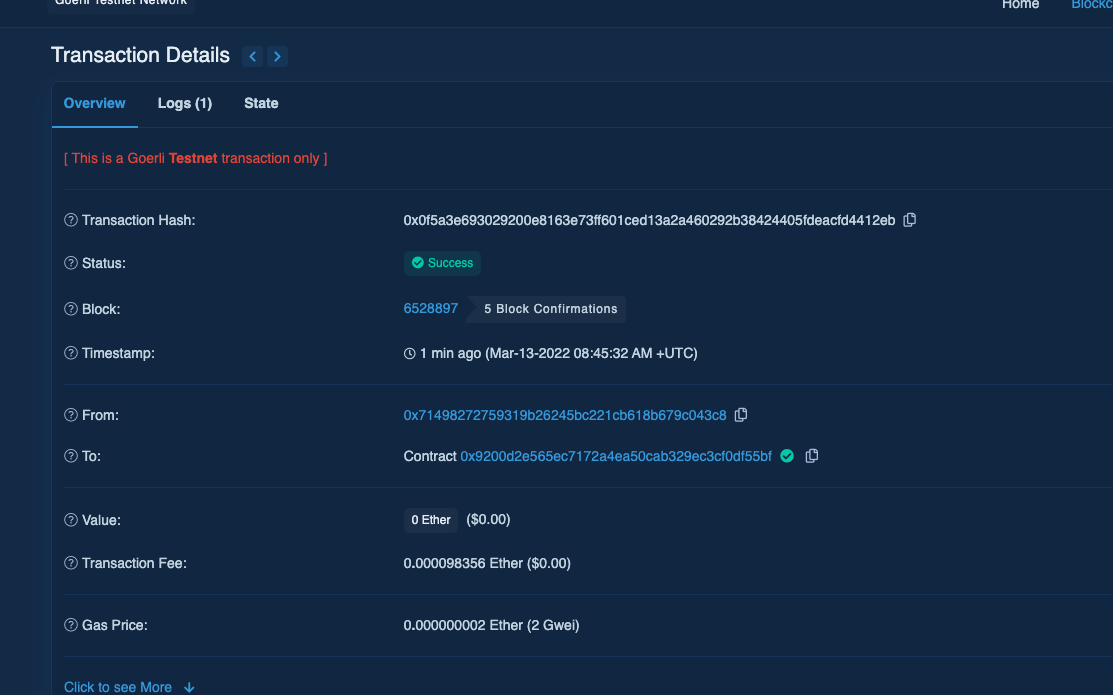 Goerli Testnet Network
Home
Blockc
Transaction Details
Overview Logs (1) State
[ This is a Goerli Testnet transaction only ]
Transaction Hash: 0x0f5a3e693029200e8163e73ff601ced13a2a460292b38424405fdeacfd4412eb
Status: Success
Block: 6528897 5 Block Confirmations
Timestamp: 1 min ago (Mar-13-2022 08:45:32 AM +UTC)
From: 0x71498272759319b26245bc221cb618b679c043c8
To: Contract 0x9200d2e565ec7172a4ea50cab329ec3cf0df55bf
Value: 0 Ether ($0.00)
Transaction Fee: 0.000098356 Ether ($0.00)
Gas Price: 0.000000002 Ether (2 Gwei)
Click to see More